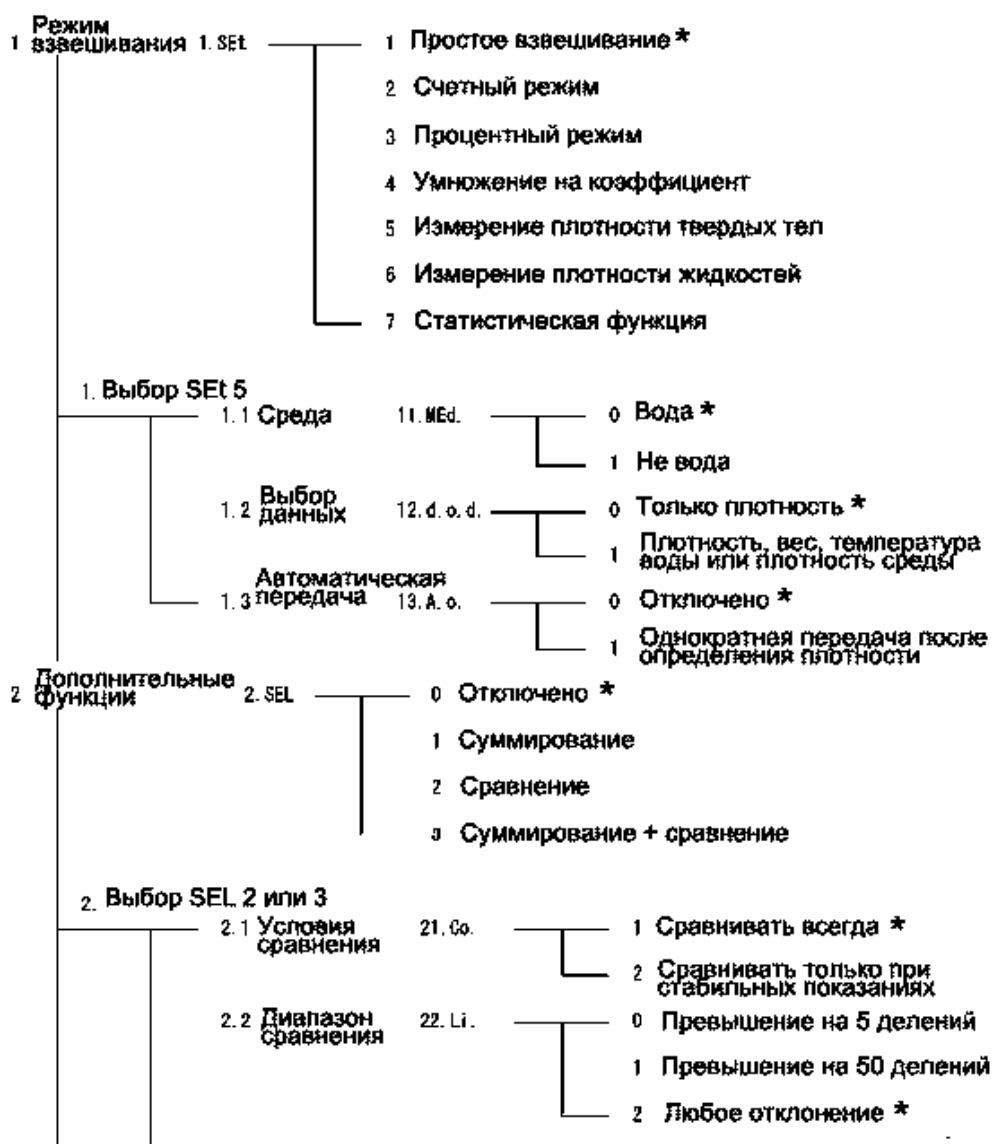 Режим
1 взвешивания 1. SEt 1 Простое взвешивание *
2 Счетный режим
3 Процентный режим
4 Умножение на коэффициент
5 Измерение плотности твердых тел
6 Измерение плотности жидкостей
7 Статистическая функция
1. Выбор SEt 5
1.1 Среда 11. MEd. 0 Вода *
1 Не вода
Выбор
1.2 данных 12. d. o. d. 0 Только плотность *
Плотность, вес, температура
1 воды или плотность среды
Автоматическая
1.3 передача 13. A. o. 0 Отключено *
Однократная передача после
1 определения плотности
Дополнительные
2 функции 2. SEL 0 Отключено *
1 Суммирование
2 Сравнение
3 Суммирование + сравнение
2. Выбор SEL 2 или 3
2.1 Условия 21. Co. 1 Сравнивать всегда *
сравнения
2 Сравнивать только при
стабильных показаниях
2.2 Диапазон 22. Li. 0 Превышение на 5 делений
сравнения
1 Превышение на 50 делений
2 Любое отклонение *